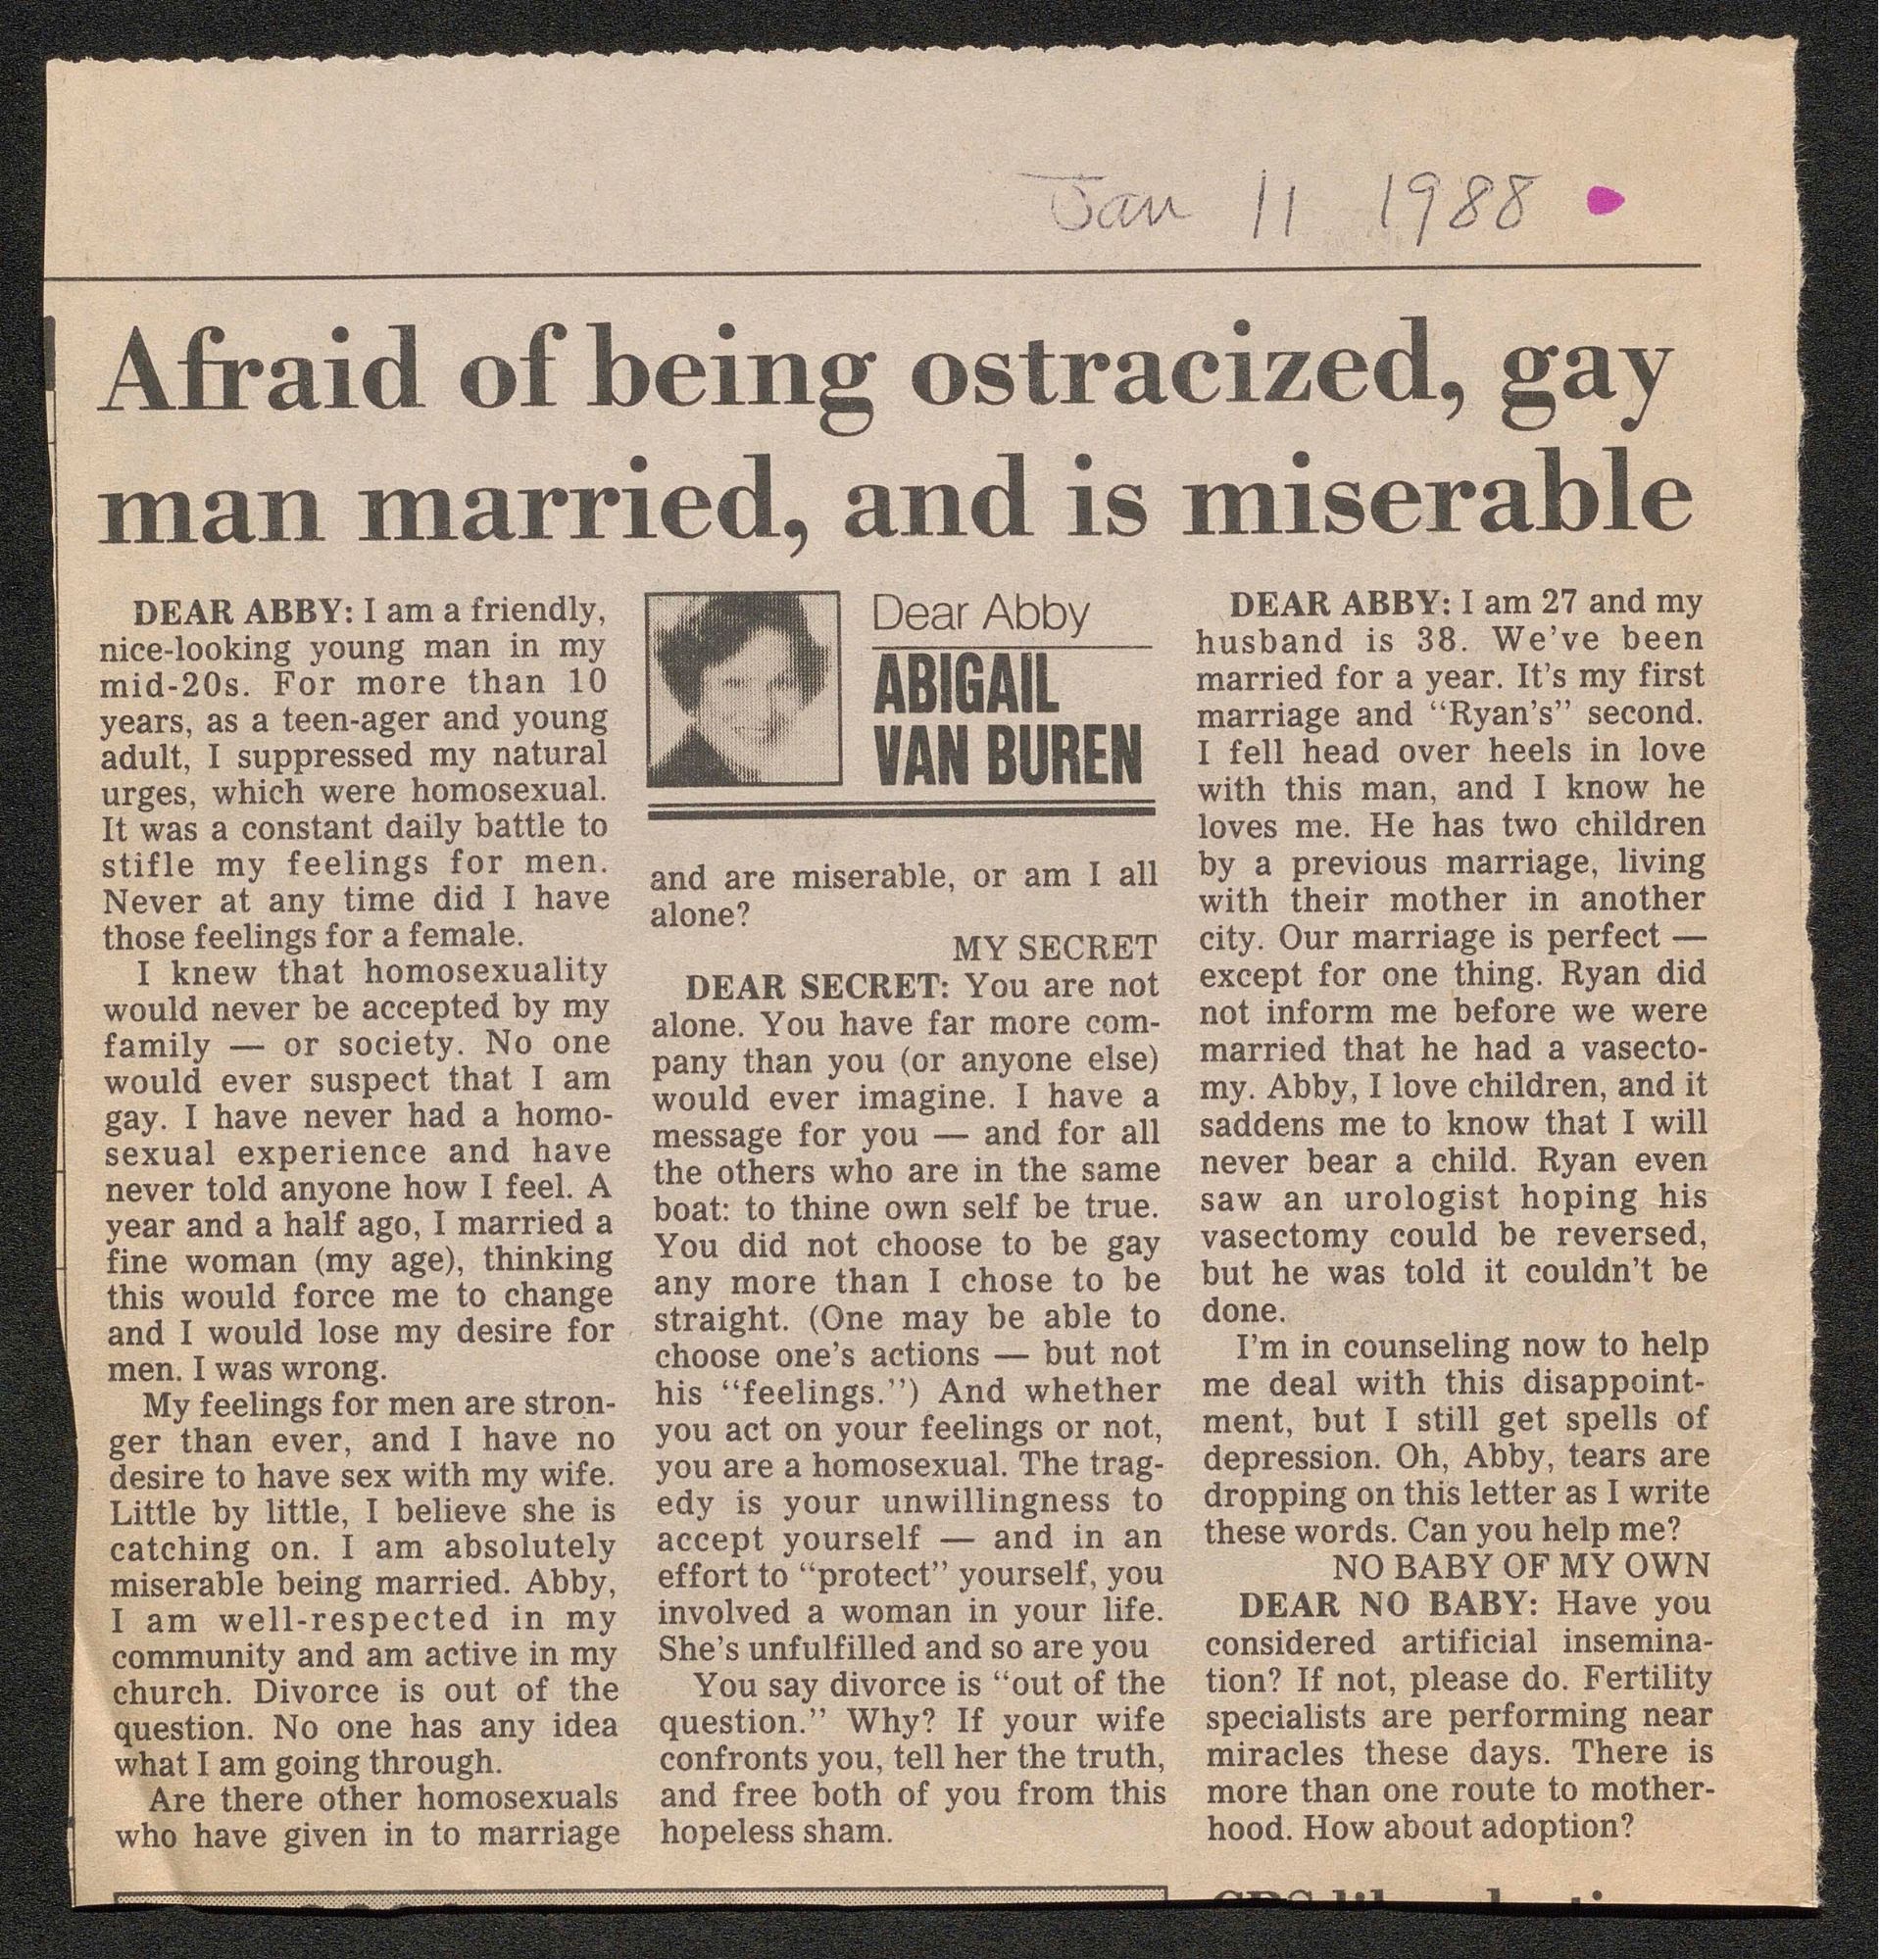 Jan 11 1988
Afraid of being ostracized, gay
man married, and is miserable
DEAR ABBY: I am a friendly,
nice-looking young man in my
mid-20s. For more than 10
years, as a teen-ager and young
adult, I suppressed my natural
urges, which were homosexual.
It was a constant daily battle to
stifle my feelings for men.
Never at any time did I have
those feelings for a female.
I knew that homosexuality
would never be accepted by my
family — or society. No one
would ever suspect that I am
gay. I have never had a homo-
sexual experience and have
never told anyone how I feel. A
year and a half ago, I married a
fine woman (my age), thinking
this would force me to change
and I would lose my desire for
men. I was wrong.
My feelings for men are stron-
ger than ever, and I have no
desire to have sex with my wife.
Little by little, I believe she is
catching on. I am absolutely
miserable being married. Abby,
I am well-respected in my
community and am active in my
church. Divorce is out of the
question. No one has any idea
what I am going through.
Are there other homosexuals
who have given in to marriage
Dear Abby
ABIGAIL
VAN BUREN
and are miserable, or am I all
alone?
MY SECRET
DEAR SECRET: You are not
alone. You have far more com-
pany than you (or anyone else)
would ever imagine. I have a
message for you — and for all
the others who are in the same
boat: to thine own self be true.
You did not choose to be gay
any more than I chose to be
straight. (One may be able to
choose one's actions — but not
his "feelings.") And whether
you act on your feelings or not,
you are a homosexual. The trag-
edy is your unwillingness to
accept yourself — and in an
effort to "protect" yourself, you
involved a woman in your life.
She's unfulfilled and so are you
You say divorce is "out of the
question." Why? If your wife
confronts you, tell her the truth,
and free both of you from this
hopeless sham.
DEAR ABBY: I am 27 and my
husband is 38. We've been
married for a year. It's my first
marriage and "Ryan's" second.
I fell head over heels in love
with this man, and I know he
loves me. He has two children
by a previous marriage, living
with their mother in another
city. Our marriage is perfect —
except for one thing. Ryan did
not inform me before we were
married that he had a vasecto-
my. Abby, I love children, and it
saddens me to know that I will
never bear a child. Ryan even
saw an urologist hoping his
vasectomy could be reversed,
but he was told it couldn't be
done.
I'm in counseling now to help
me deal with this disappoint-
ment, but I still get spells of
depression. Oh, Abby, tears are
dropping on this letter as I write
these words. Can you help me?
NO BABY OF MY OWN
DEAR NO BABY: Have you
considered artificial insemina-
tion? If not, please do. Fertility
specialists are performing near
miracles these days. There is
more than one route to mother-
hood. How about adoption?